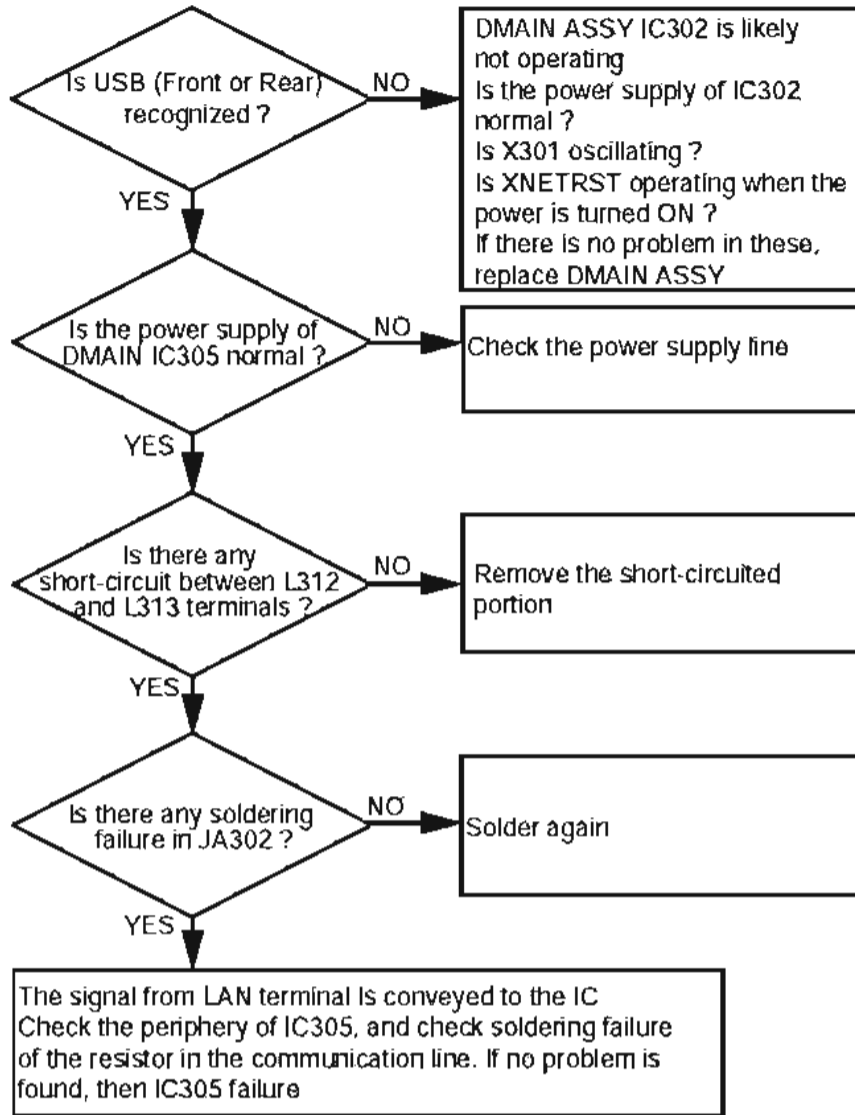 Is USB (Front or Rear)
recognized ?
NO
DMAIN ASSY IC302 is likely
not operating
Is the power supply of IC302
normal ?
Is X301 oscillating ?
Is XNETRST operating when the
power is turned ON ?
If there is no problem in these,
replace DMAIN ASSY
YES
Is the power supply of
DMAIN IC305 normal ?
NO
Check the power supply line
YES
Is there any
short-circuit between L312
and L313 terminals ?
NO
Remove the short-circuited
portion
YES
Is there any soldering
failure in JA302 ?
NO
Solder again
YES
The signal from LAN terminal is conveyed to the IC
Check the periphery of IC305, and check soldering failure
of the resistor in the communication line. If no problem is
found, then IC305 failure